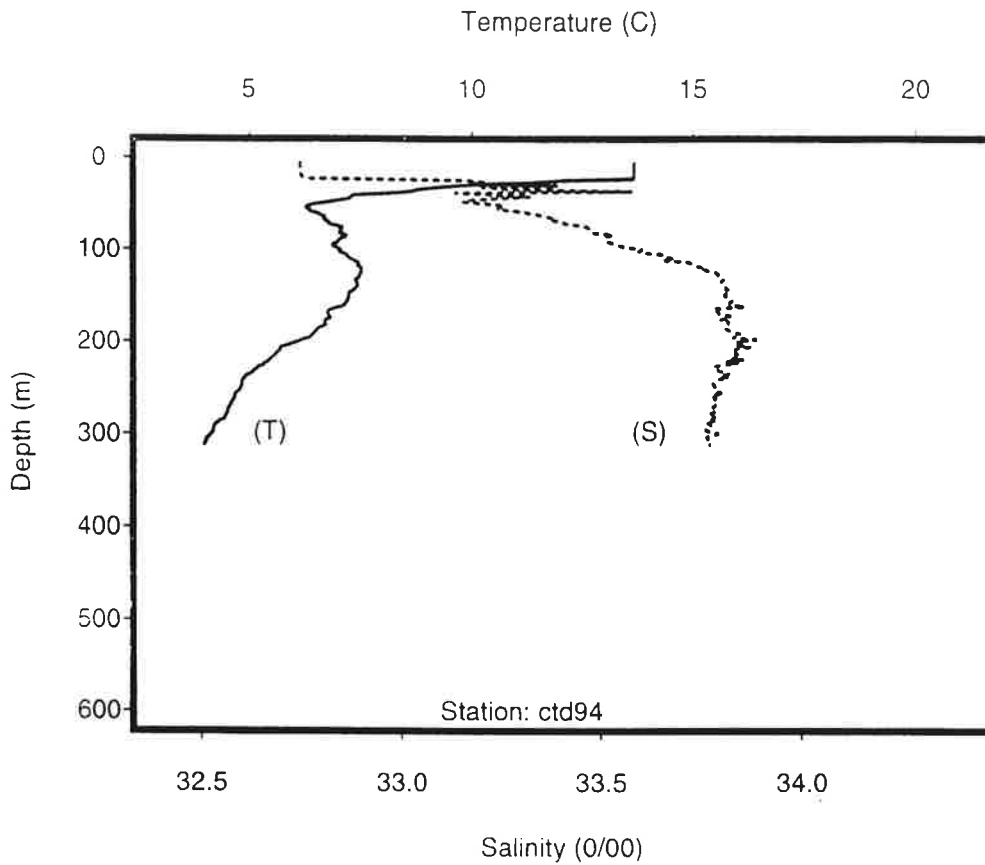 Temperature (C)
5 10 15 20
0
100
200
300
400
500
600
Depth (m)
(T) (S)
Station: ctd94
32.5 33.0 33.5 34.0
Salinity (0/00)